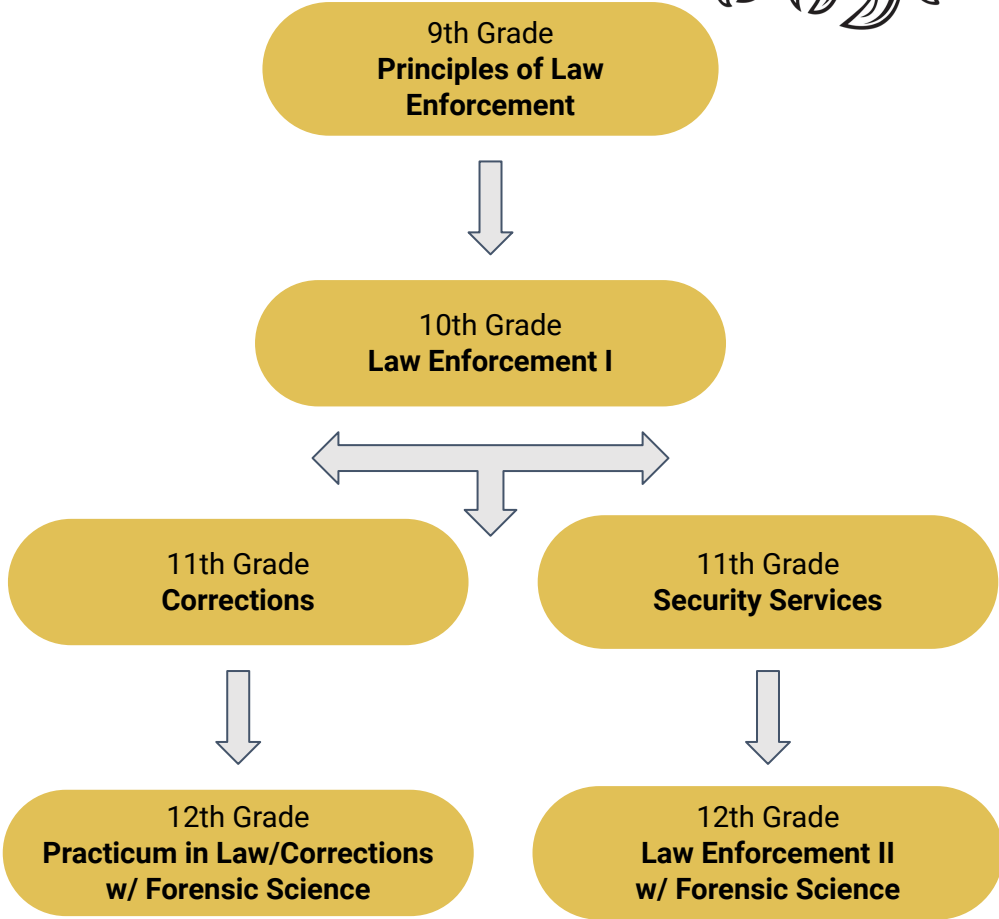 9th Grade
Principles of Law
Enforcement
10th Grade
Law Enforcement I
11th Grade
Corrections
11th Grade
Security Services
12th Grade
Practicum in Law/Corrections
w/ Forensic Science
12th Grade
Law Enforcement II
w/ Forensic Science